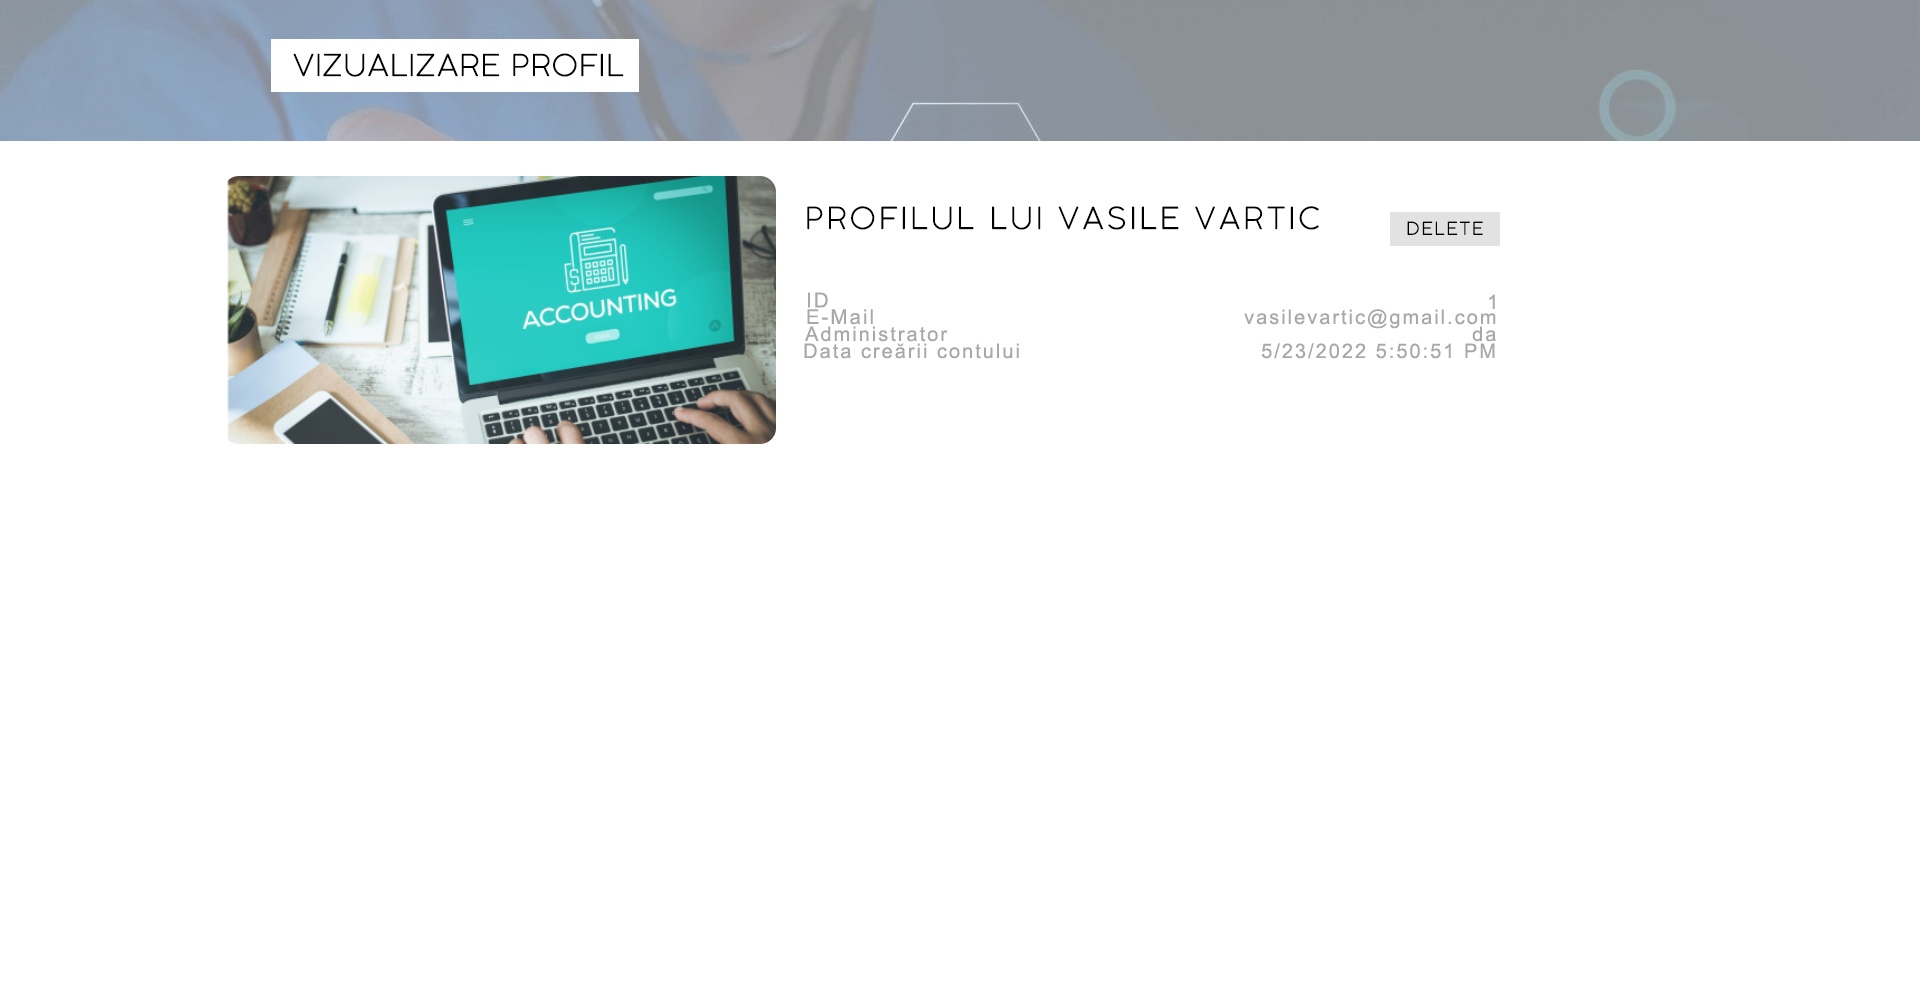 VIZUALIZARE PROFIL
ACCOUNTING
PROFILUL LUI VASILE VARTIC
DELETE
ID 1
E-Mail vasilevartic@gmail.com
Administrator da
Data creării contului 5/23/2022 5:50:51 PM